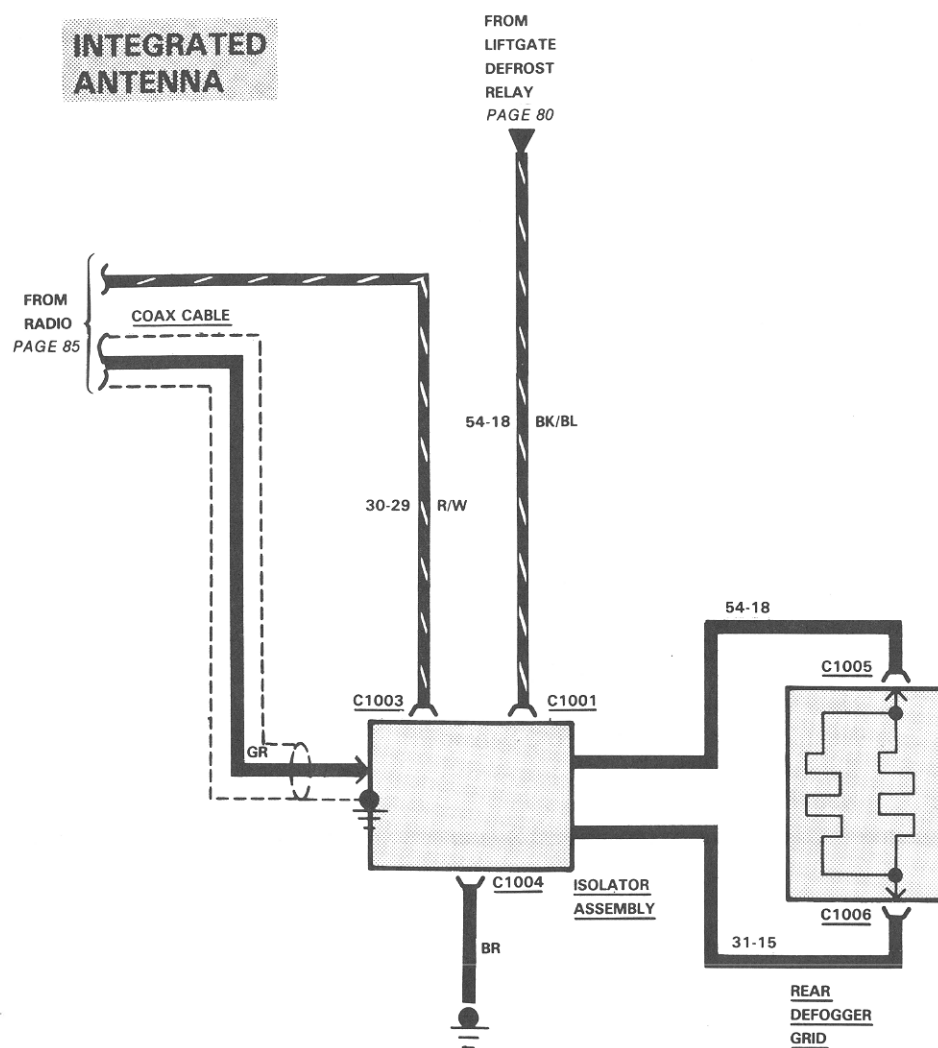 INTEGRATED
ANTENNA
FROM
LIFTGATE
DEFROST
RELAY
PAGE 80
FROM
RADIO
PAGE 85
COAX CABLE
54-18
BK/BL
30-29
R/W
54-18
C1005
C1003
C1001
GR
C1004
ISOLATOR
ASSEMBLY
C1006
BR
31-15
REAR
DEFOGGER
GRID